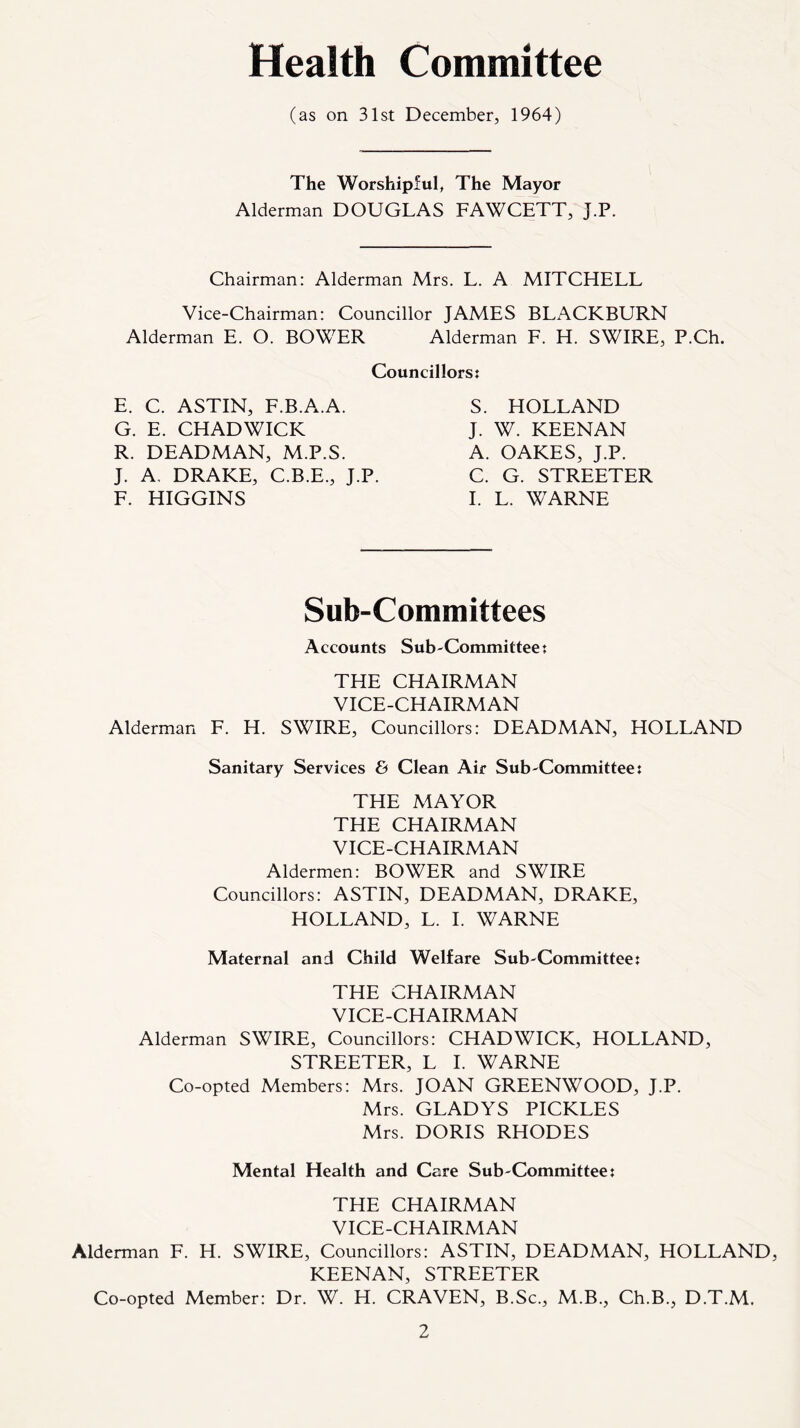 Health Committee
(as on 31st December, 1964)
The Worshipful, The Mayor
Alderman DOUGLAS FAWCETT, J.P.
Chairman: Alderman Mrs. L. A MITCHELL
Vice-Chairman: Councillor JAMES BLACKBURN
Alderman E. O. BOWER Alderman F. H. SWIRE, P.Ch.
Councillors:
E. C. ASTIN, F.B.A.A. S. HOLLAND
G. E. CHADWICK J. W. KEENAN
R. DEADMAN, M.P.S. A. OAKES, J.P.
J. A. DRAKE, C.B.E., J.P. C. G. STREETER
F. HIGGINS I. L. WARNE
Sub-Committees
Accounts Sub-Committee:
THE CHAIRMAN
VICE-CHAIRMAN
Alderman F. H. SWIRE, Councillors: DEADMAN, HOLLAND
Sanitary Services & Clean Air Sub-Committee:
THE MAYOR
THE CHAIRMAN
VICE-CHAIRMAN
Aldermen: BOWER and SWIRE
Councillors: ASTIN, DEADMAN, DRAKE,
HOLLAND, L. I. WARNE
Maternal and Child Welfare Sub-Committee:
THE CHAIRMAN
VICE-CHAIRMAN
Alderman SWIRE, Councillors: CHADWICK, HOLLAND,
STREETER, L I. WARNE
Co-opted Members: Mrs. JOAN GREENWOOD, J.P.
Mrs. GLADYS PICKLES
Mrs. DORIS RHODES
Mental Health and Care Sub-Committee:
THE CHAIRMAN
VICE-CHAIRMAN
Alderman F. H. SWIRE, Councillors: ASTIN, DEADMAN, HOLLAND,
KEENAN, STREETER
Co-opted Member: Dr. W. H. CRAVEN, B.Sc., M.B., Ch.B., D.T.M.
2